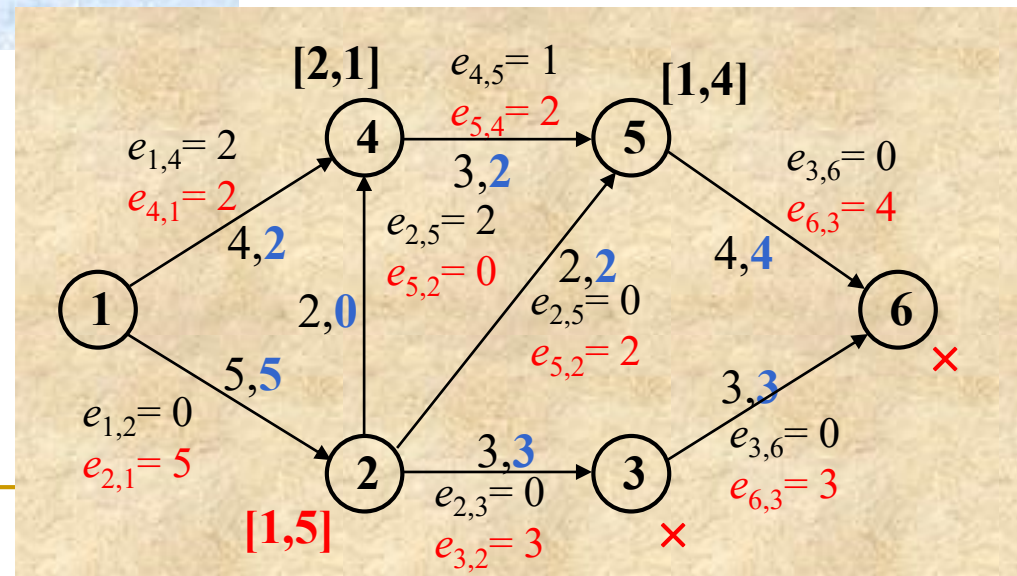 [2,1]
e4,5= 1
e5,4= 2
[1,4]
4
5
e1,4= 2
e4,1= 2
3,2
e3,6= 0
e6,3= 4
4,2
e2,5= 2
e5,2= 0
2,2
4,4
1
2,0
e2,5= 0
e5,2= 2
6
×
5,5
3,3
e1,2= 0
e2,1= 5
e3,6= 0
e6,3= 3
2
3,3
3
e2,3= 0
e3,2= 3
[1,5]
×